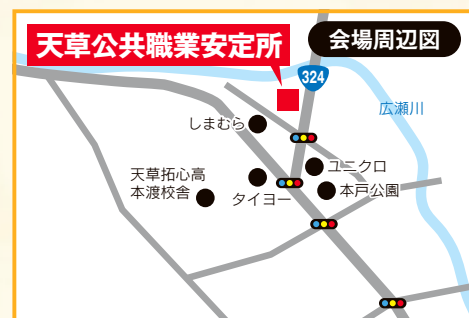 天草公共職業安定所
会場周辺図
324
広瀬川
しまむら
ユニクロ
天草拓心高
本渡校舎
タイヨー
本戸公園